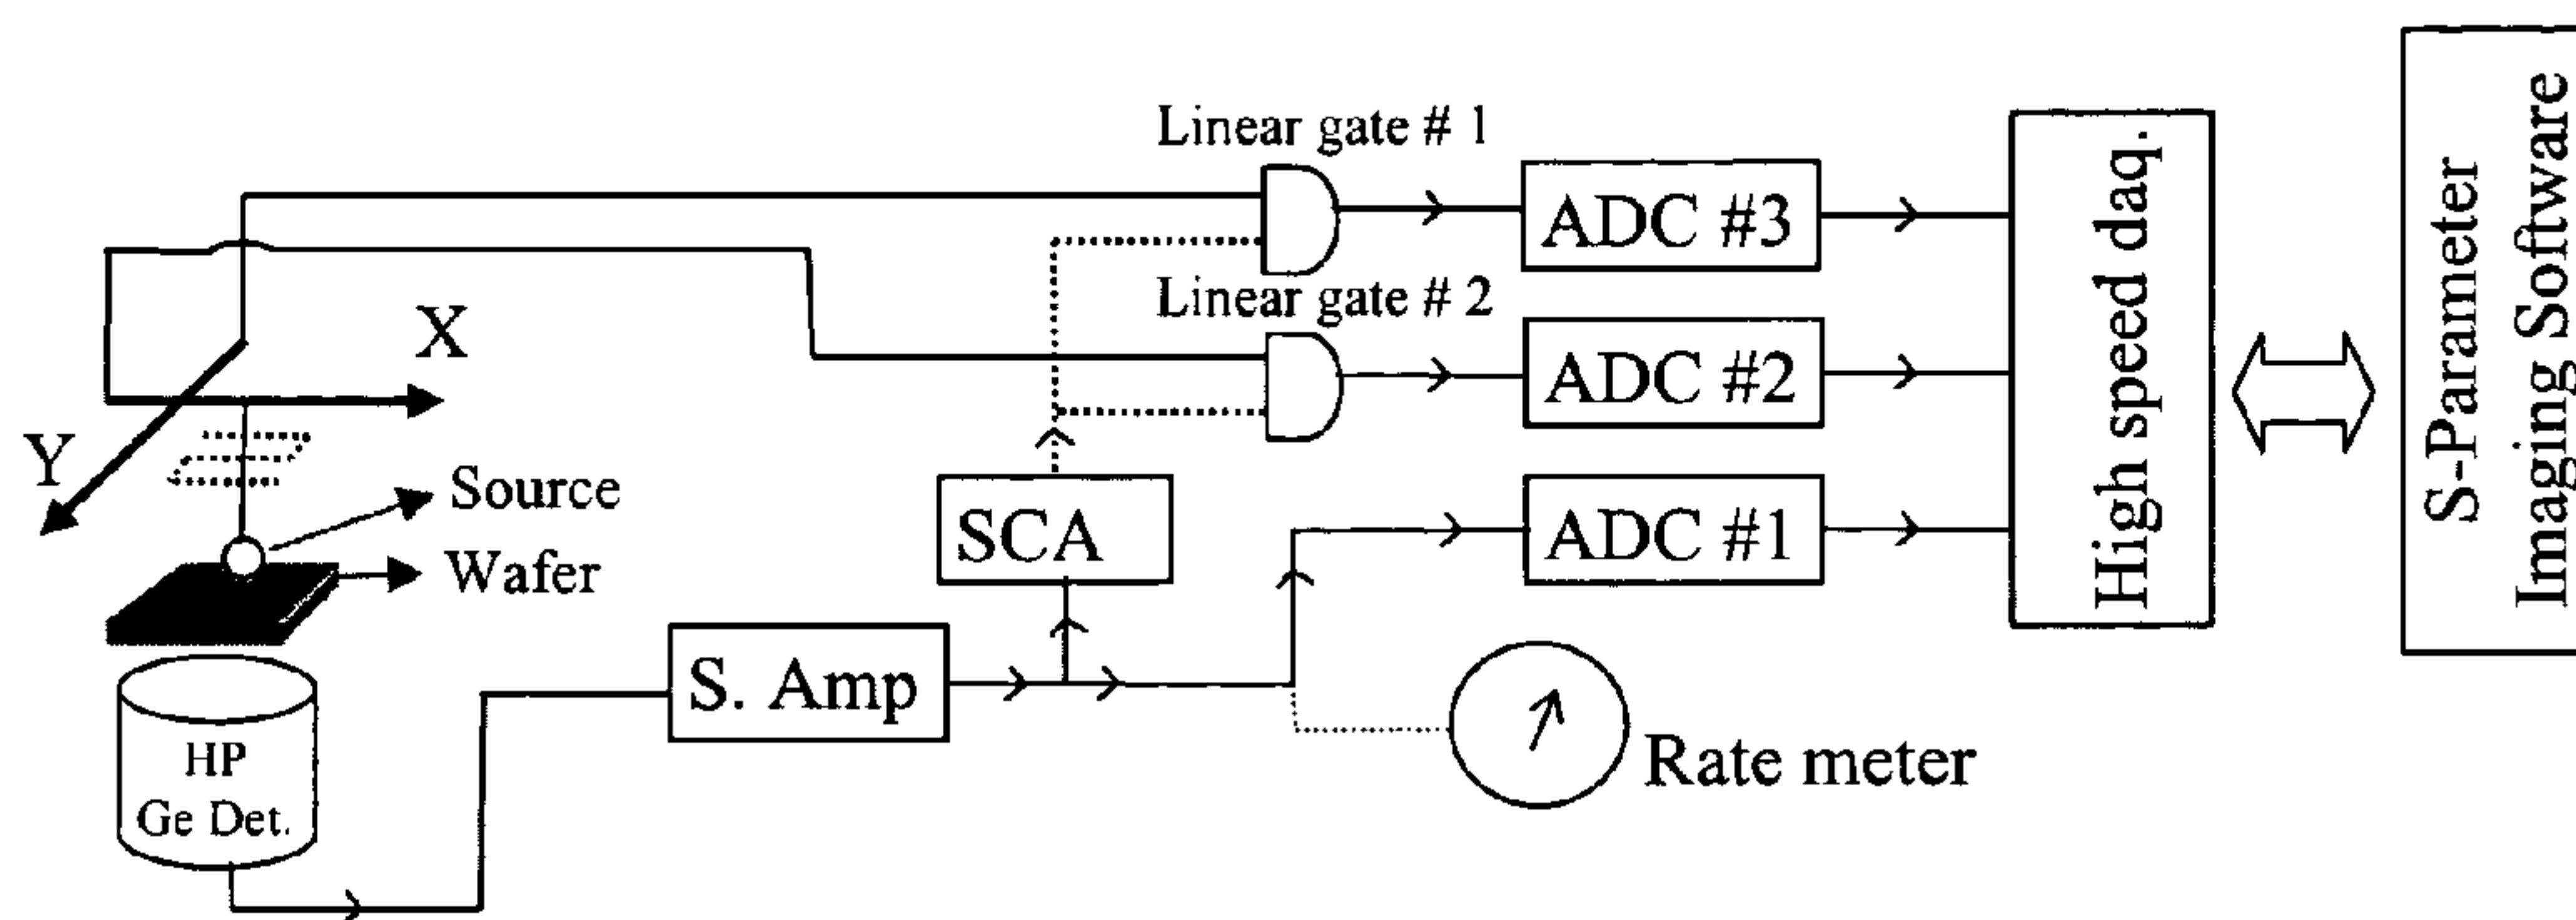 Linear gate # 1
ADC #3
Linear gate # 2
X
ADC #2
Y
Source
SCA
ADC #1
Wafer
S. Amp
HP
Ge Det.
Rate meter
High speed daq.
S-Parameter
Imaging Software